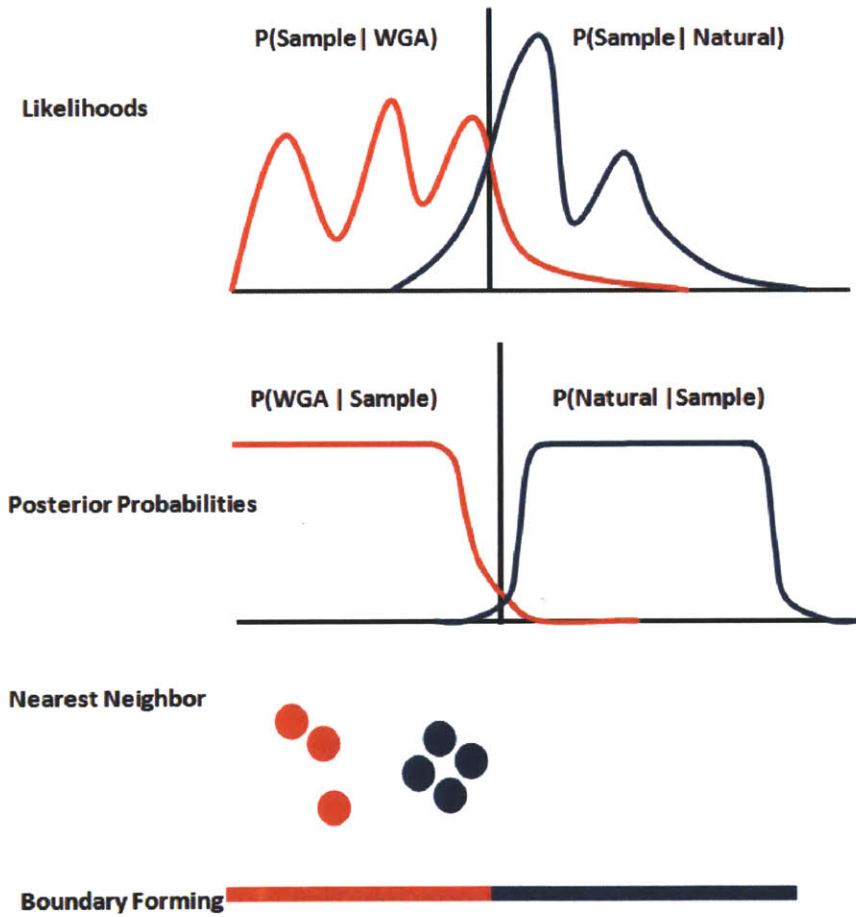 P(Sample| WGA)
P(Sample| Natural)
Likelihoods
P(WGA | Sample)
P(Natural |Sample)
Posterior Probabilities
Nearest Neighbor
Boundary Forming